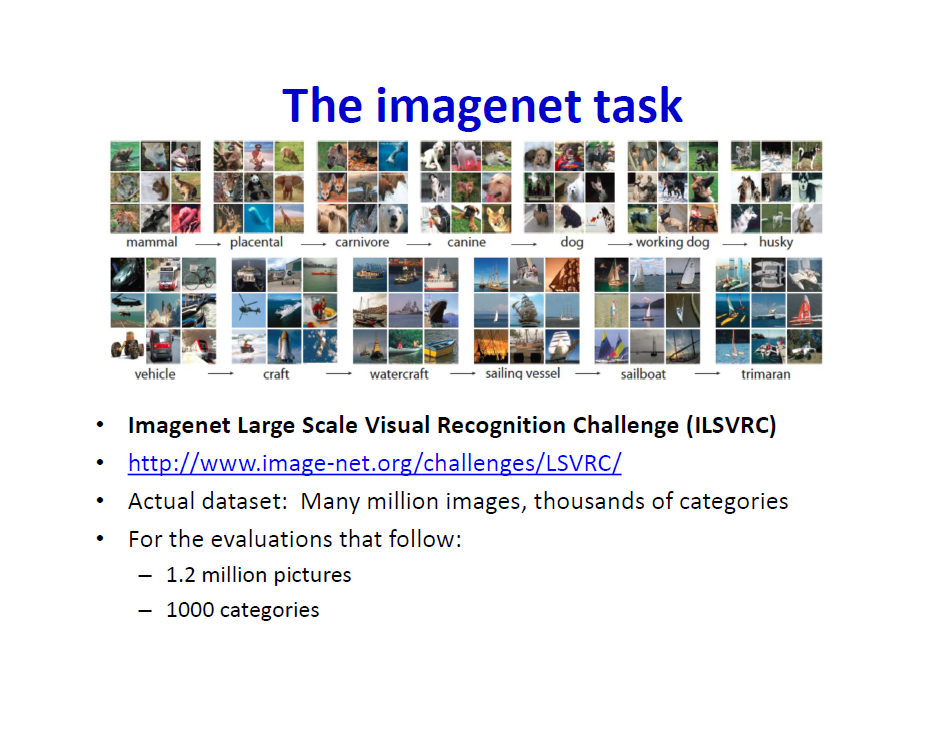 The imagenet task
mammal → placental → carnivore → canine → dog → working dog → husky
vehicle → craft → watercraft → sailing vessel → sailboat → trimaran
• Imagenet Large Scale Visual Recognition Challenge (ILSVRC)
• http://www.image-net.org/challenges/LSVRC/
• Actual dataset: Many million images, thousands of categories
• For the evaluations that follow:
– 1.2 million pictures
– 1000 categories